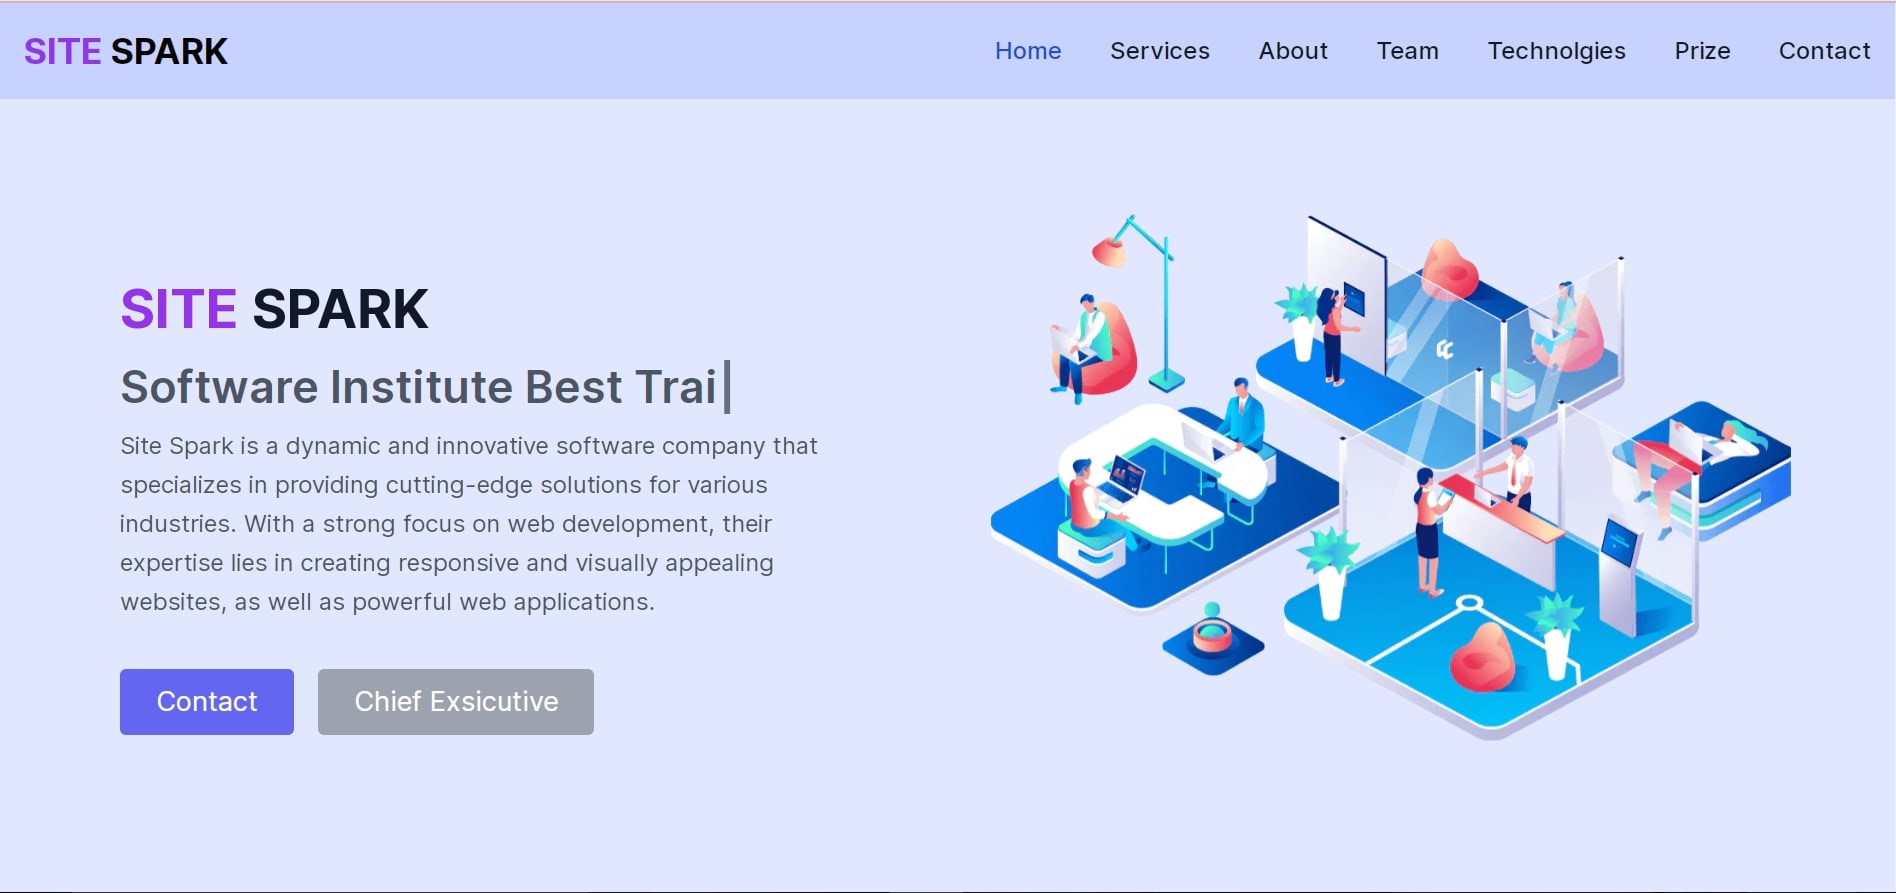 SITE SPARK
Home Services About Team Technolgies Prize Contact
SITE SPARK
Software Institute Best Trai|
Site Spark is a dynamic and innovative software company that
specializes in providing cutting-edge solutions for various
industries. With a strong focus on web development, their
expertise lies in creating responsive and visually appealing
websites, as well as powerful web applications.
Contact Chief Exsicutive